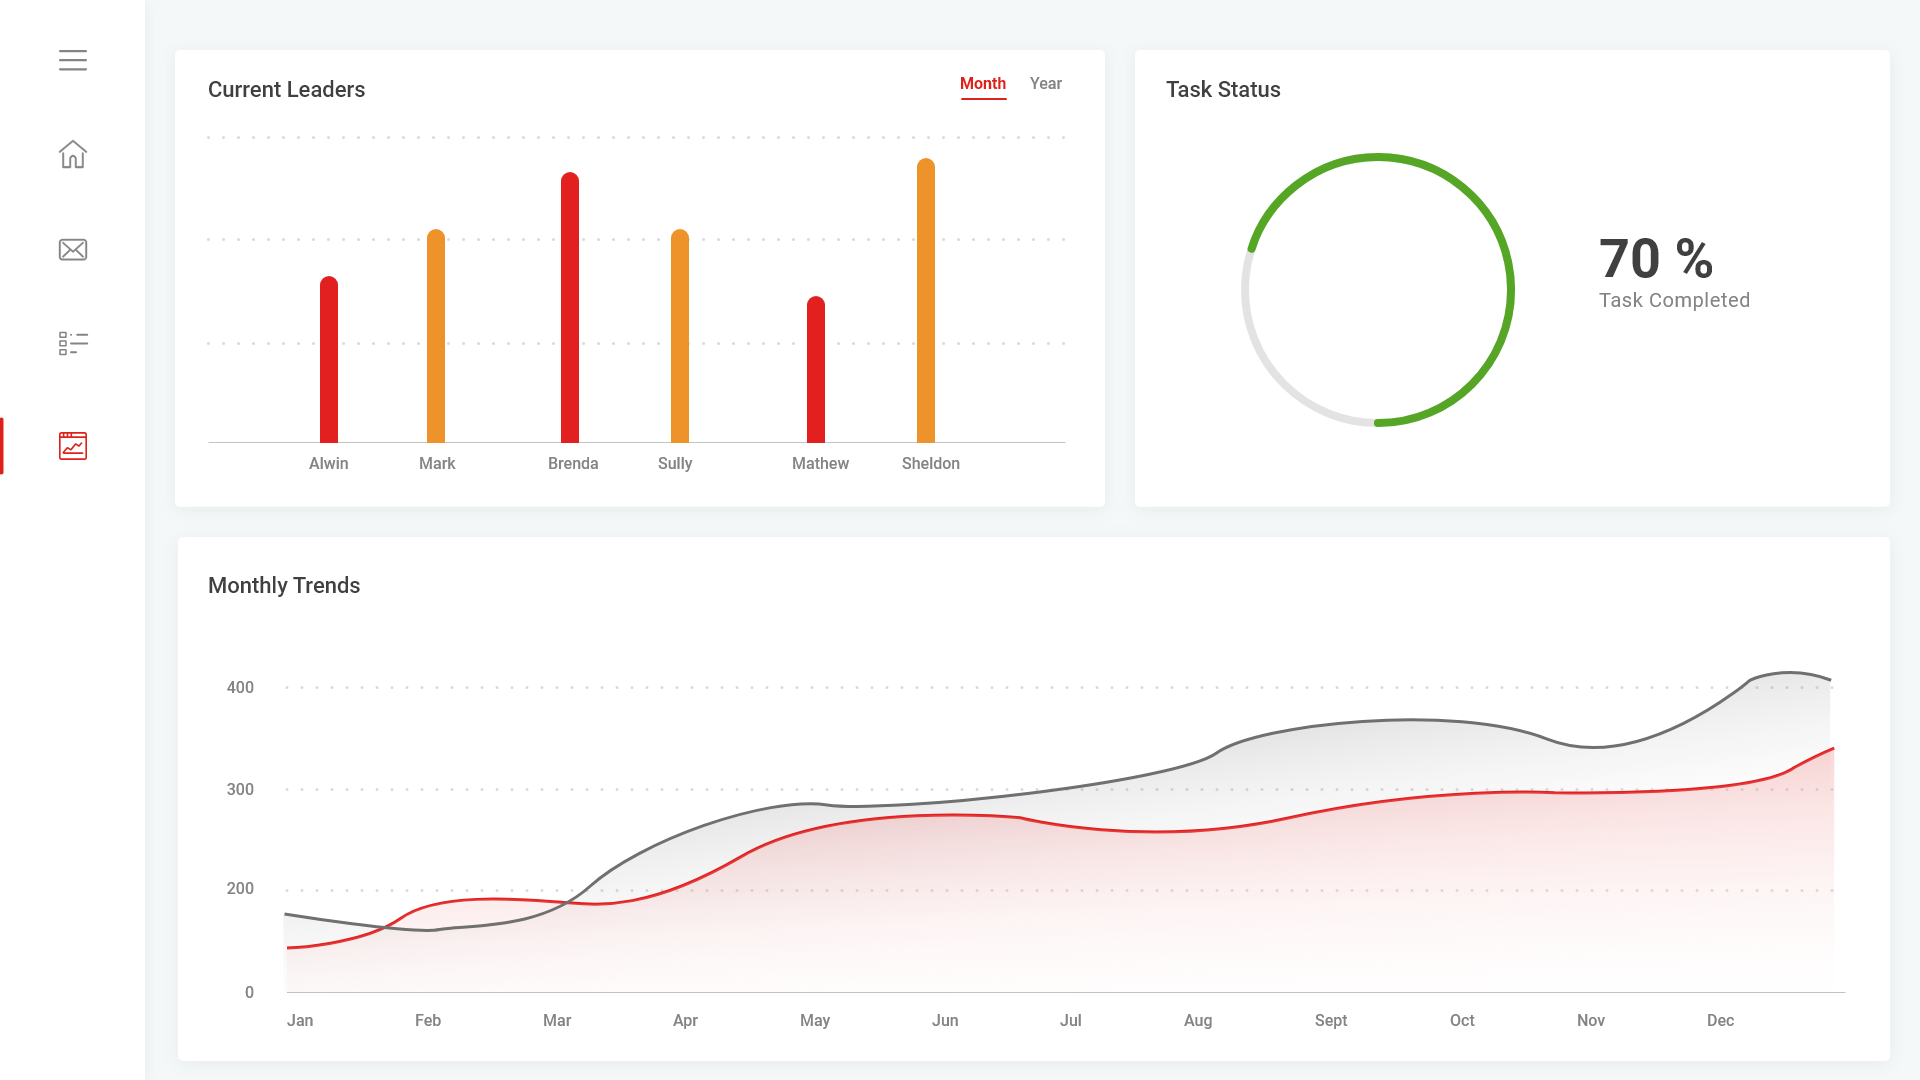 Current Leaders
Month Year
Alwin Mark Brenda Sully Mathew Sheldon
Task Status
70 %
Task Completed
Monthly Trends
400
300
200
0
Jan Feb Mar Apr May Jun Jul Aug Sept Oct Nov Dec